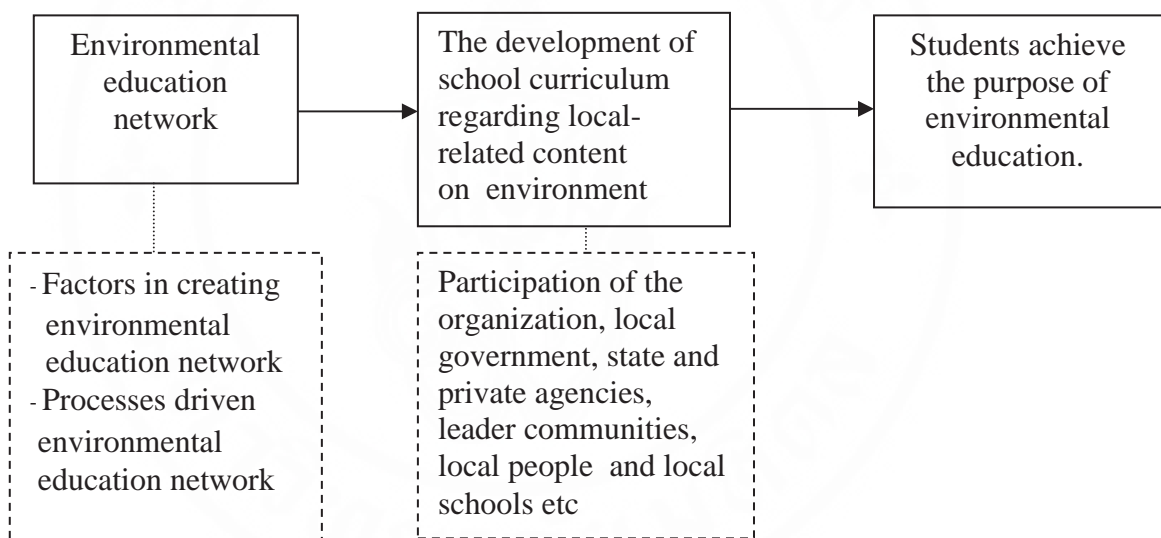 Environmental
education
network
The development of
school curriculum
regarding local-
related content
on environment
Students achieve
the purpose of
environmental
education.
- Factors in creating
environmental
education network
- Processes driven
environmental
education network
Participation of the
organization, local
government, state and
private agencies,
leader communities,
local people and local
schools etc